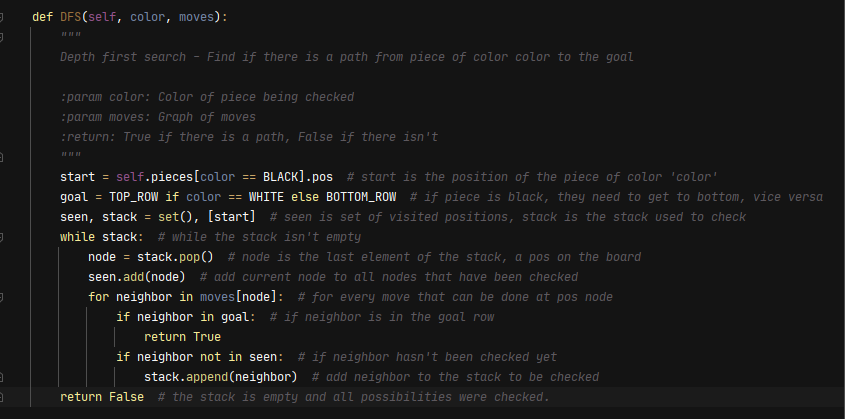 def DFS(self, color, moves):
"""
Depth first search - Find if there is a path from piece of color color to the goal
:param color: Color of piece being checked
:param moves: Graph of moves
:return: True if there is a path, False if there isn't
"""
start = self.pieces[color == BLACK].pos  # start is the position of the piece of color 'color'
goal = TOP_ROW if color == WHITE else BOTTOM_ROW  # if piece is black, they need to get to bottom, vice versa
seen, stack = set(), [start]  # seen is set of visited positions, stack is the stack used to check
while stack:  # while the stack isn't empty
node = stack.pop()  # node is the last element of the stack, a pos on the board
seen.add(node)  # add current node to all nodes that have been checked
for neighbor in moves[node]:  # for every move that can be done at pos node
if neighbor in goal:  # if neighbor is in the goal row
return True
if neighbor not in seen:  # if neighbor hasn't been checked yet
stack.append(neighbor)  # add neighbor to the stack to be checked
return False  # the stack is empty and all possibilities were checked.